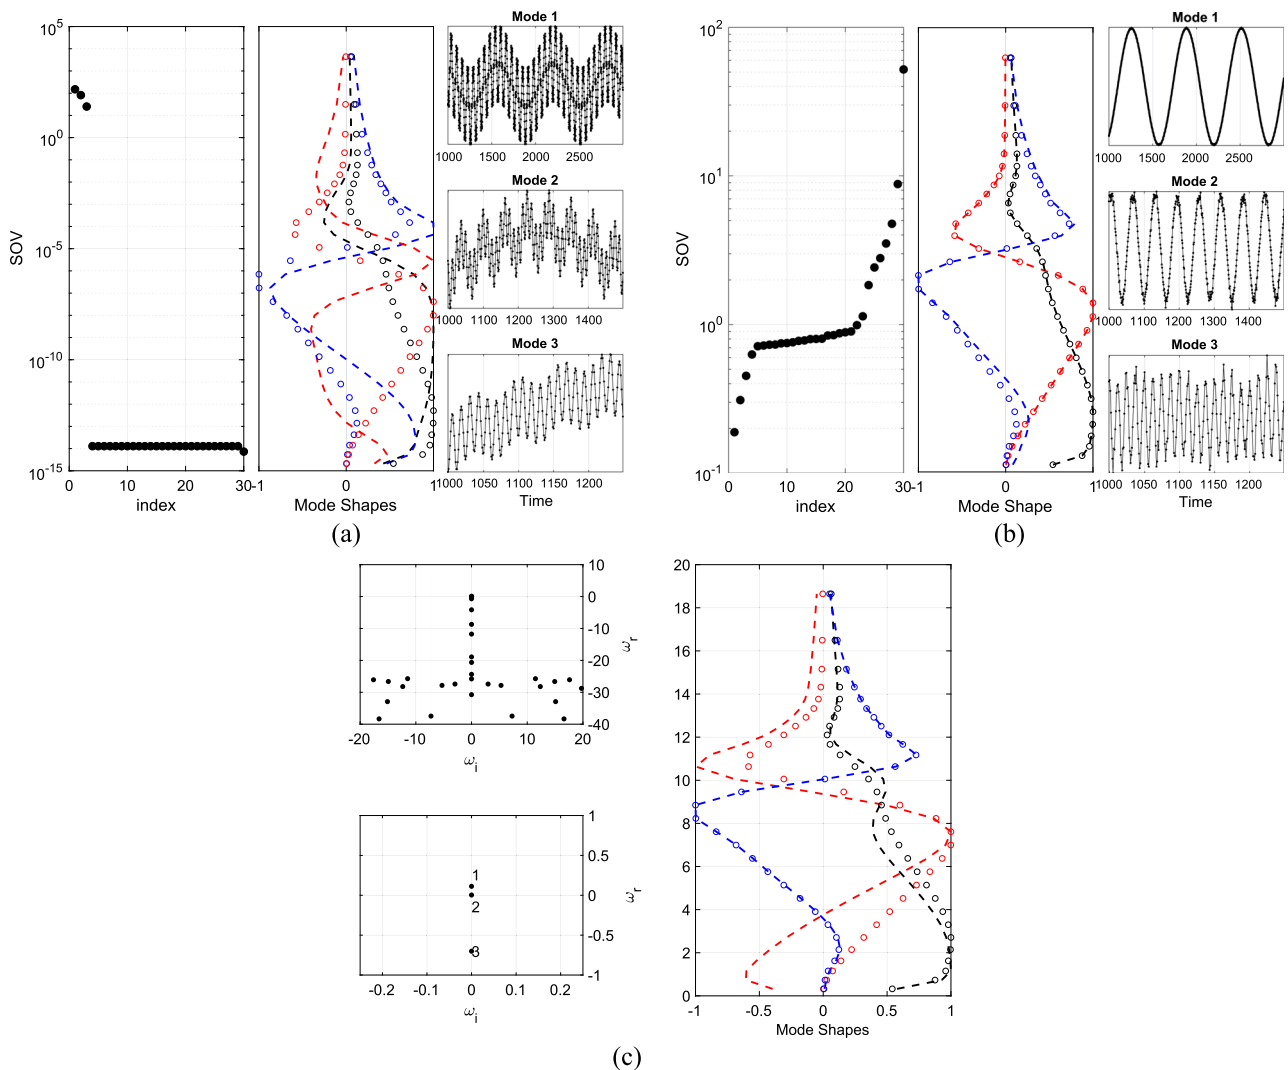 10^5
10^0
10^-5
10^-10
10^-15
SOV
0 10 20 30
index
-1 0 1
Mode Shapes
Mode 1
1000 1500 2000 2500
Mode 2
1000 1100 1200 1300 1400
Mode 3
1000 1050 1100 1150 1200
Time
(a)
10^2
10^1
10^0
10^-1
SOV
0 10 20 30
index
-1 0 1
Mode Shape
Mode 1
1000 1500 2000 2500
Mode 2
1000 1100 1200 1300 1400
Mode 3
1000 1050 1100 1150 1200
Time
(b)
10
0
-10
-20
-30
-40
ω_r
-20 -10 0 10 20
ω_i
1
0.5
0
-0.5
-1
ω_r
1
2
3
-0.2 -0.1 0 0.1 0.2
ω_i
20
18
16
14
12
10
8
6
4
2
0
-1 -0.5 0 0.5 1
Mode Shapes
(c)